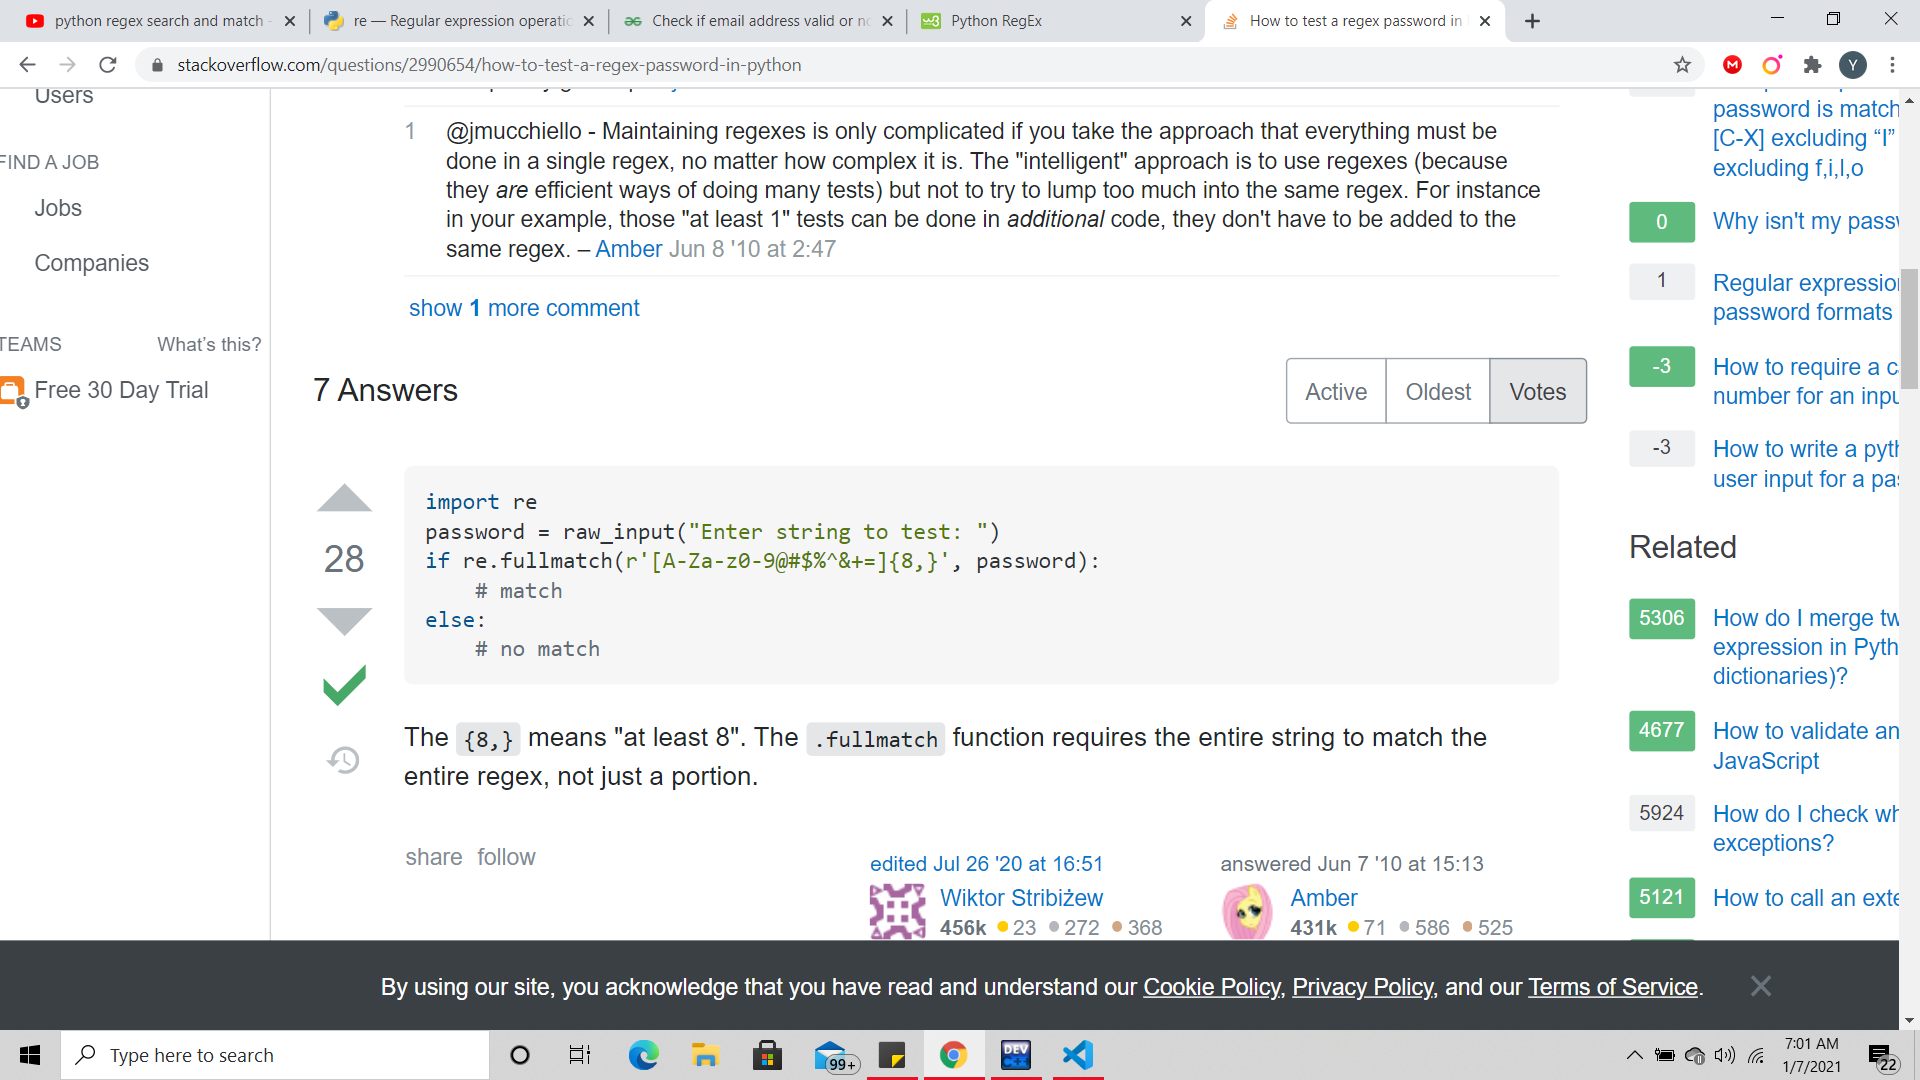 python regex search and match -
re — Regular expression operatio
Check if email address valid or no
Python RegEx
How to test a regex password in
stackoverflow.com/questions/2990654/how-to-test-a-regex-password-in-python
Y
Users
FIND A JOB
Jobs
Companies
TEAMS What's this?
Free 30 Day Trial
1 @jmucchiello - Maintaining regexes is only complicated if you take the approach that everything must be
done in a single regex, no matter how complex it is. The "intelligent" approach is to use regexes (because
they are efficient ways of doing many tests) but not to try to lump too much into the same regex. For instance
in your example, those "at least 1" tests can be done in additional code, they don't have to be added to the
same regex. – Amber Jun 8 '10 at 2:47
show 1 more comment
7 Answers
Active Oldest Votes
28
import re
password = raw_input("Enter string to test: ")
if re.fullmatch(r'[A-Za-z0-9@#$%^&+=]{8,}', password):
# match
else:
# no match
The {8,} means "at least 8". The .fullmatch function requires the entire string to match the
entire regex, not just a portion.
share follow
edited Jul 26 '20 at 16:51
Wiktor Stribiżew
456k 23 272 368
answered Jun 7 '10 at 15:13
Amber
431k 71 586 525
password is match
[C-X] excluding “I”
excluding f,i,l,o
0 Why isn't my passw
1 Regular expression
password formats
-3 How to require a c
number for an inpu
-3 How to write a pyth
user input for a pas
Related
5306 How do I merge tw
expression in Pyth
dictionaries)?
4677 How to validate an
JavaScript
5924 How do I check wh
exceptions?
5121 How to call an exte
By using our site, you acknowledge that you have read and understand our Cookie Policy, Privacy Policy, and our Terms of Service.
Type here to search
99+
DEV
C++
7:01 AM
1/7/2021
22